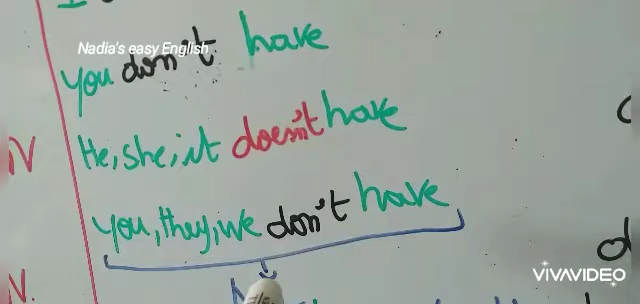 Nadia's easy English
you don't have
He, she, it doesn't have
you, they, we don't have
VIVAVIDEO